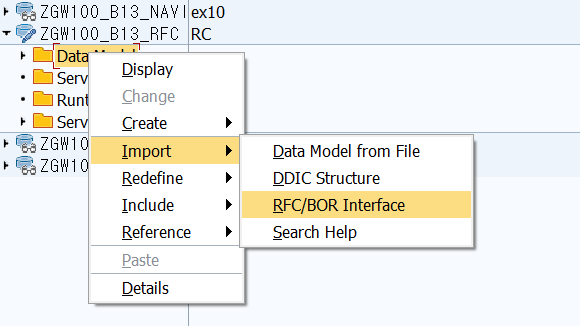 ZGW100_B13_NAVI ex10
ZGW100_B13_RFC RC
Data Model
Serv
Runt
Serv
ZG
ZGW10
Display
Change
Create
Import
Redefine
Include
Reference
Paste
Details
Data Model from File
DDIC Structure
RFC/BOR Interface
Search Help